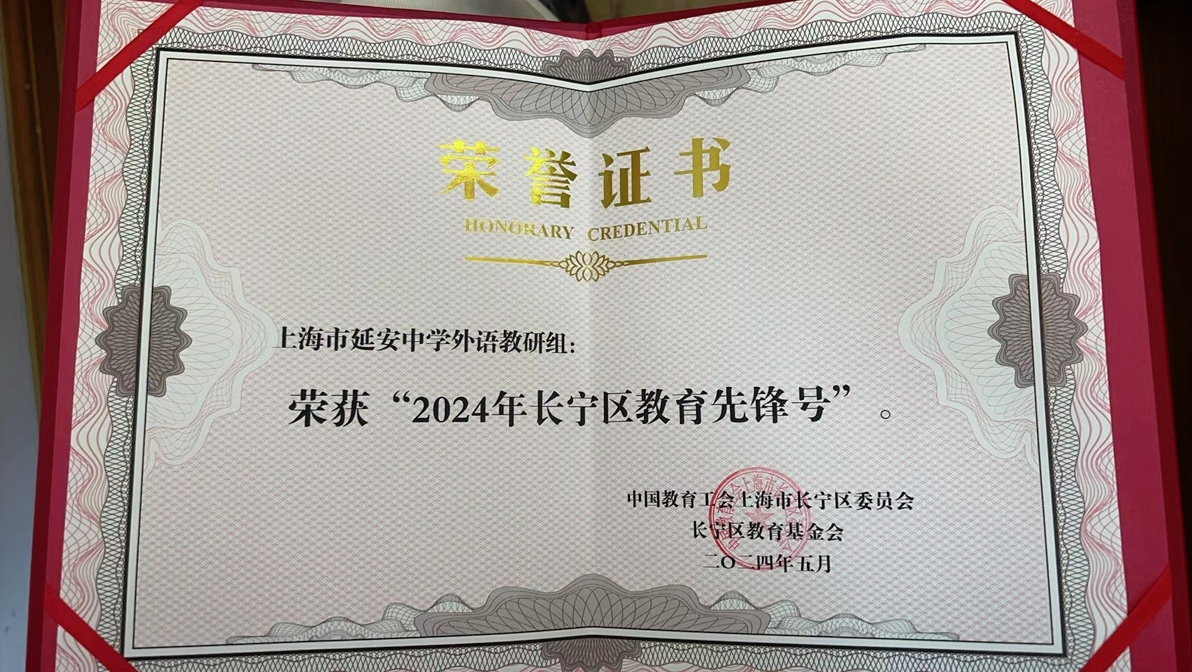 荣誉证书
HONORARY CREDENTIAL
上海市延安中学外语教研组：
荣获“2024年长宁区教育先锋号”。
中国教育工会上海市长宁区委员会
长宁区教育基金会
二〇二四年五月